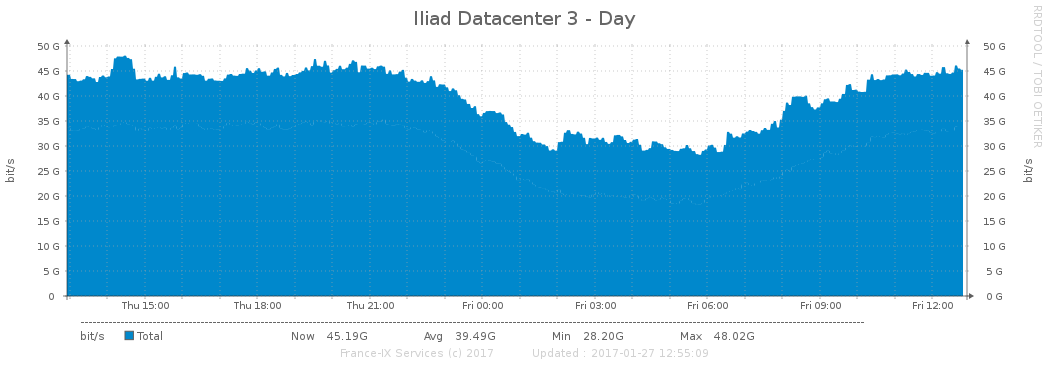 Iliad Datacenter 3 - Day
RRDTOOL / TOBI OETIKER
50 G 50 G
45 G 45 G
40 G 40 G
35 G 35 G
30 G 30 G
25 G 25 G
20 G 20 G
15 G 15 G
10 G 10 G
5 G 5 G
0 0 G
bit/s bit/s
Thu 15:00 Thu 18:00 Thu 21:00 Fri 00:00 Fri 03:00 Fri 06:00 Fri 09:00 Fri 12:00
bit/s Total Now 45.19G Avg 39.49G Min 28.20G Max 48.02G
France-IX Services (c) 2017 Updated : 2017-01-27 12:55:09